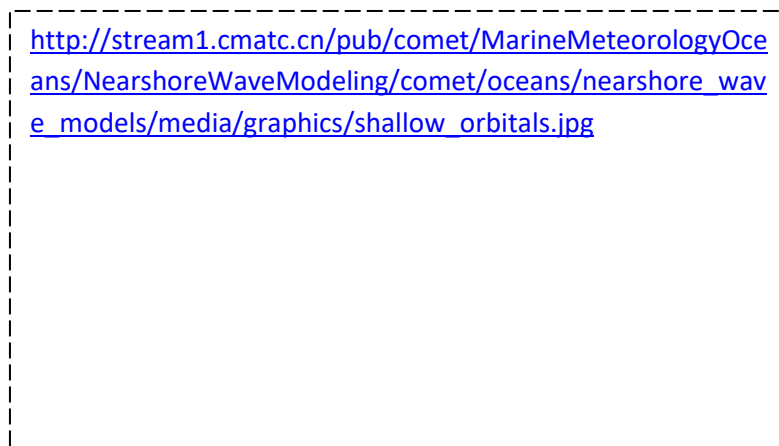 http://stream1.cmatc.cn/pub/comet/MarineMeteorologyOce
ans/NearshoreWaveModeling/comet/oceans/nearshore_wav
e_models/media/graphics/shallow_orbitals.jpg